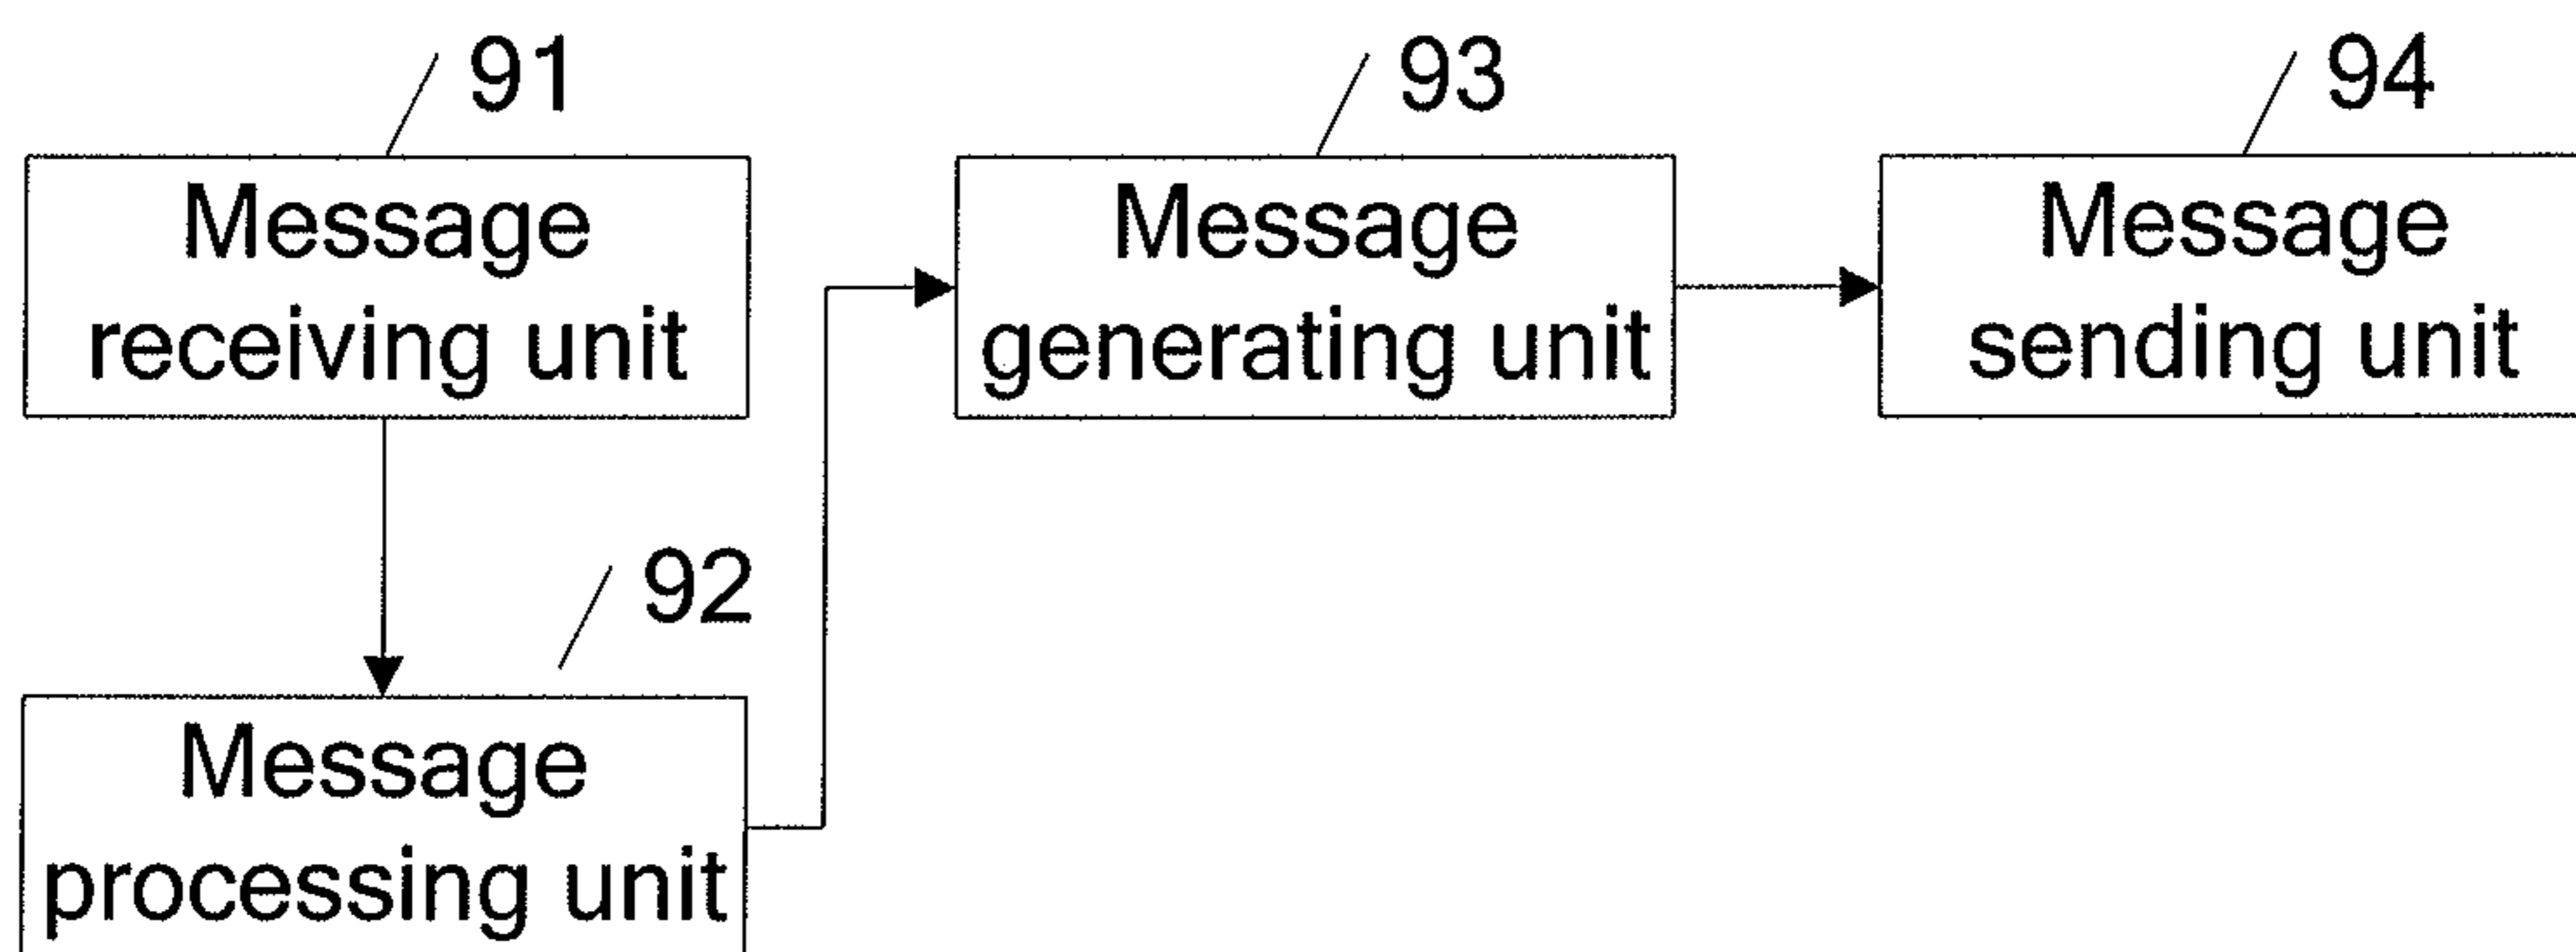 91
Message
receiving unit
92
Message
processing unit
93
Message
generating unit
94
Message
sending unit